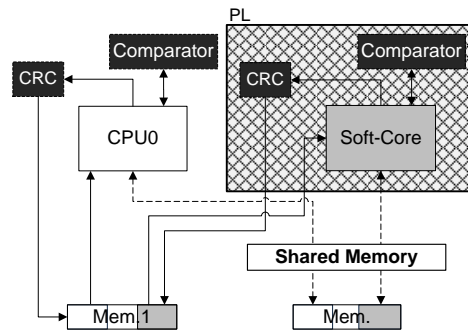 PL
Comparator
Comparator
CRC
CRC
CPU0
Soft-Core
Shared Memory
Mem.1
Mem.